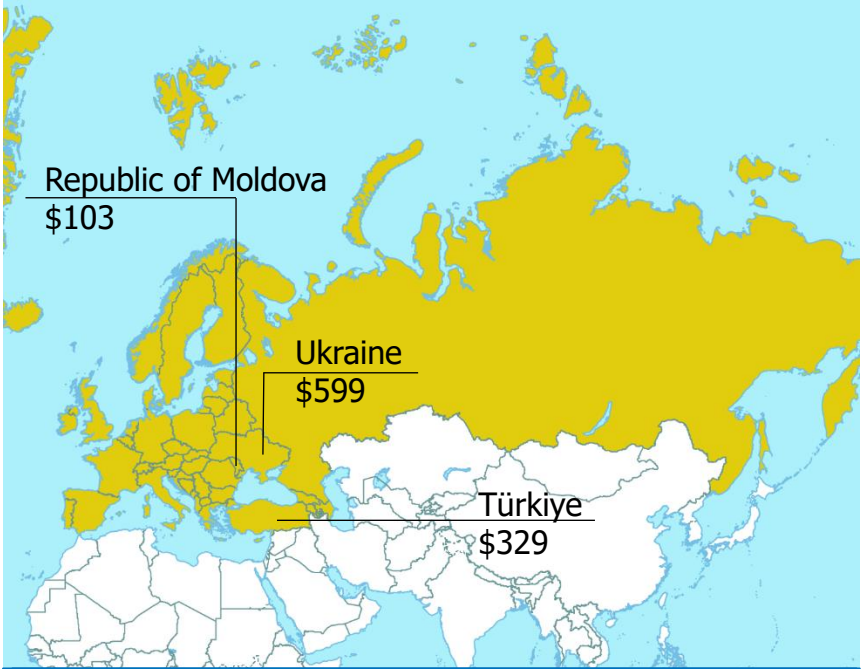 Republic of Moldova
$103
Ukraine
$599
Türkiye
$329